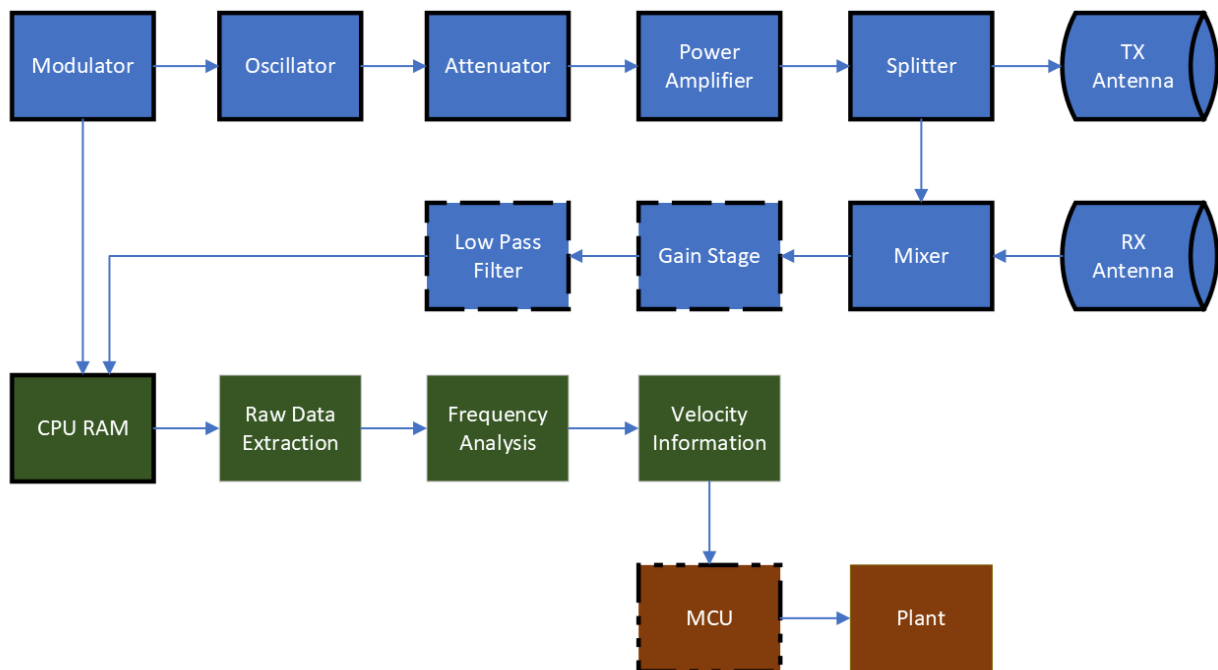 Modulator
Oscillator
Attenuator
Power
Amplifier
Splitter
TX
Antenna
Low Pass
Filter
Gain Stage
Mixer
RX
Antenna
CPU RAM
Raw Data
Extraction
Frequency
Analysis
Velocity
Information
MCU
Plant